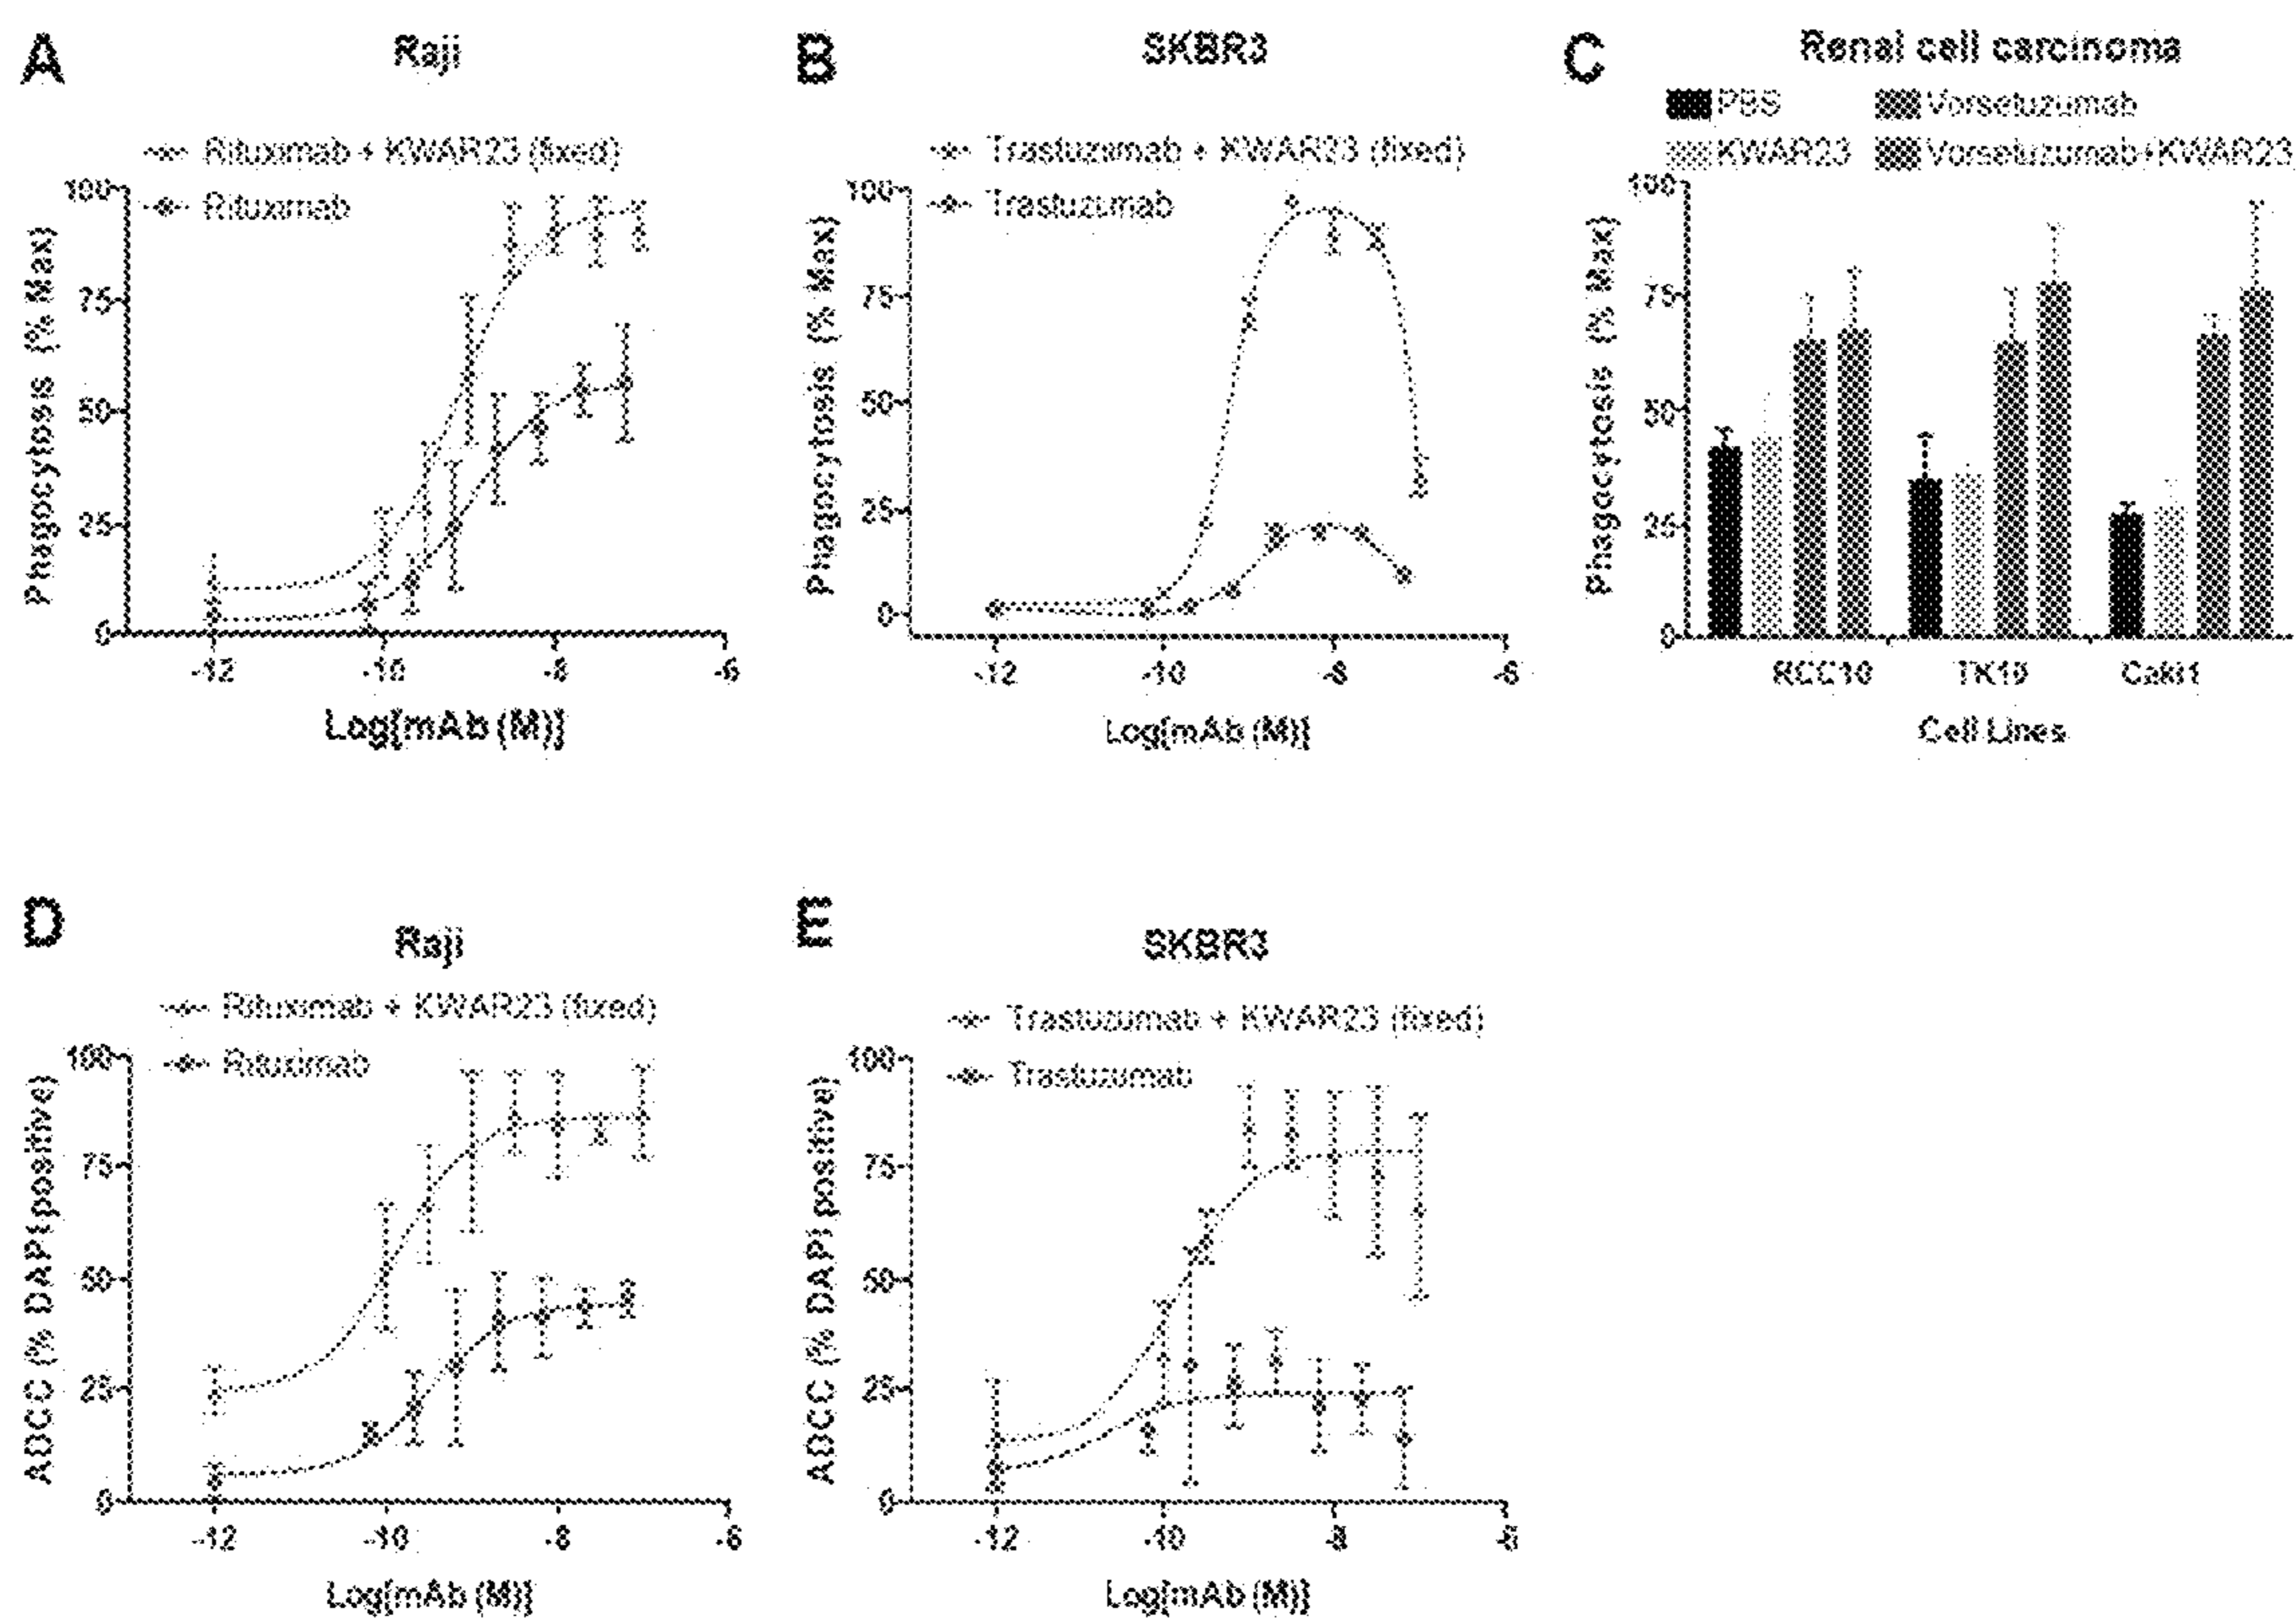 A
Raji
Rituximab + KWAR23 (fixed)
Rituximab
Phagocytosis (% Max)
100
75
50
25
0
-12
-10
-8
-6
Log[mAb (M)]
B
SKBR3
Trastuzumab + KWAR23 (fixed)
Trastuzumab
Phagocytosis (% Max)
100
75
50
25
0
-12
-10
-8
-6
Log[mAb (M)]
C
Renal cell carcinoma
PBS
Vorsetuzumab
KWAR23
Vorsetuzumab+KWAR23
Phagocytosis (% Max)
100
75
50
25
0
RCC10
TK10
Caki1
Cell Lines
D
Raji
Rituximab + KWAR23 (fixed)
Rituximab
ADCC (% DAPI positive)
100
75
50
25
0
-12
-10
-8
-6
Log[mAb (M)]
E
SKBR3
Trastuzumab + KWAR23 (fixed)
Trastuzumab
ADCC (% DAPI positive)
100
75
50
25
0
-12
-10
-8
-6
Log[mAb (M)]